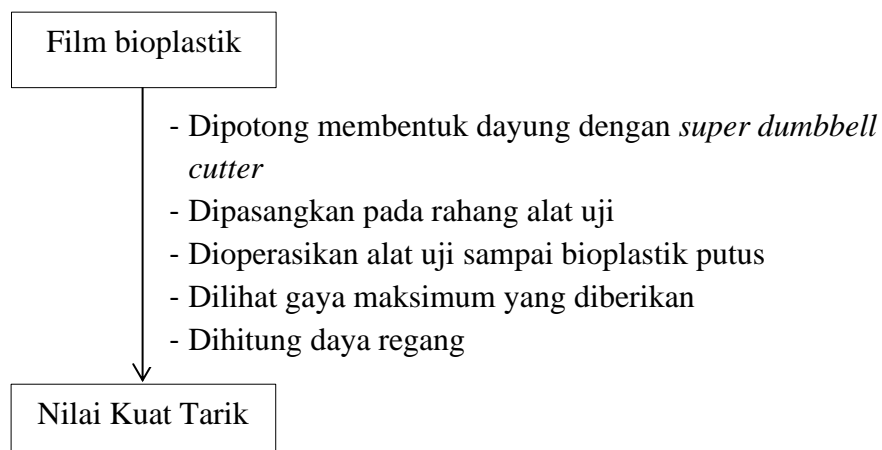 Film bioplastik
- Dipotong membentuk dayung dengan super dumbbell
cutter
- Dipasangkan pada rahang alat uji
- Dioperasikan alat uji sampai bioplastik putus
- Dilihat gaya maksimum yang diberikan
- Dihitung daya regang
Nilai Kuat Tarik